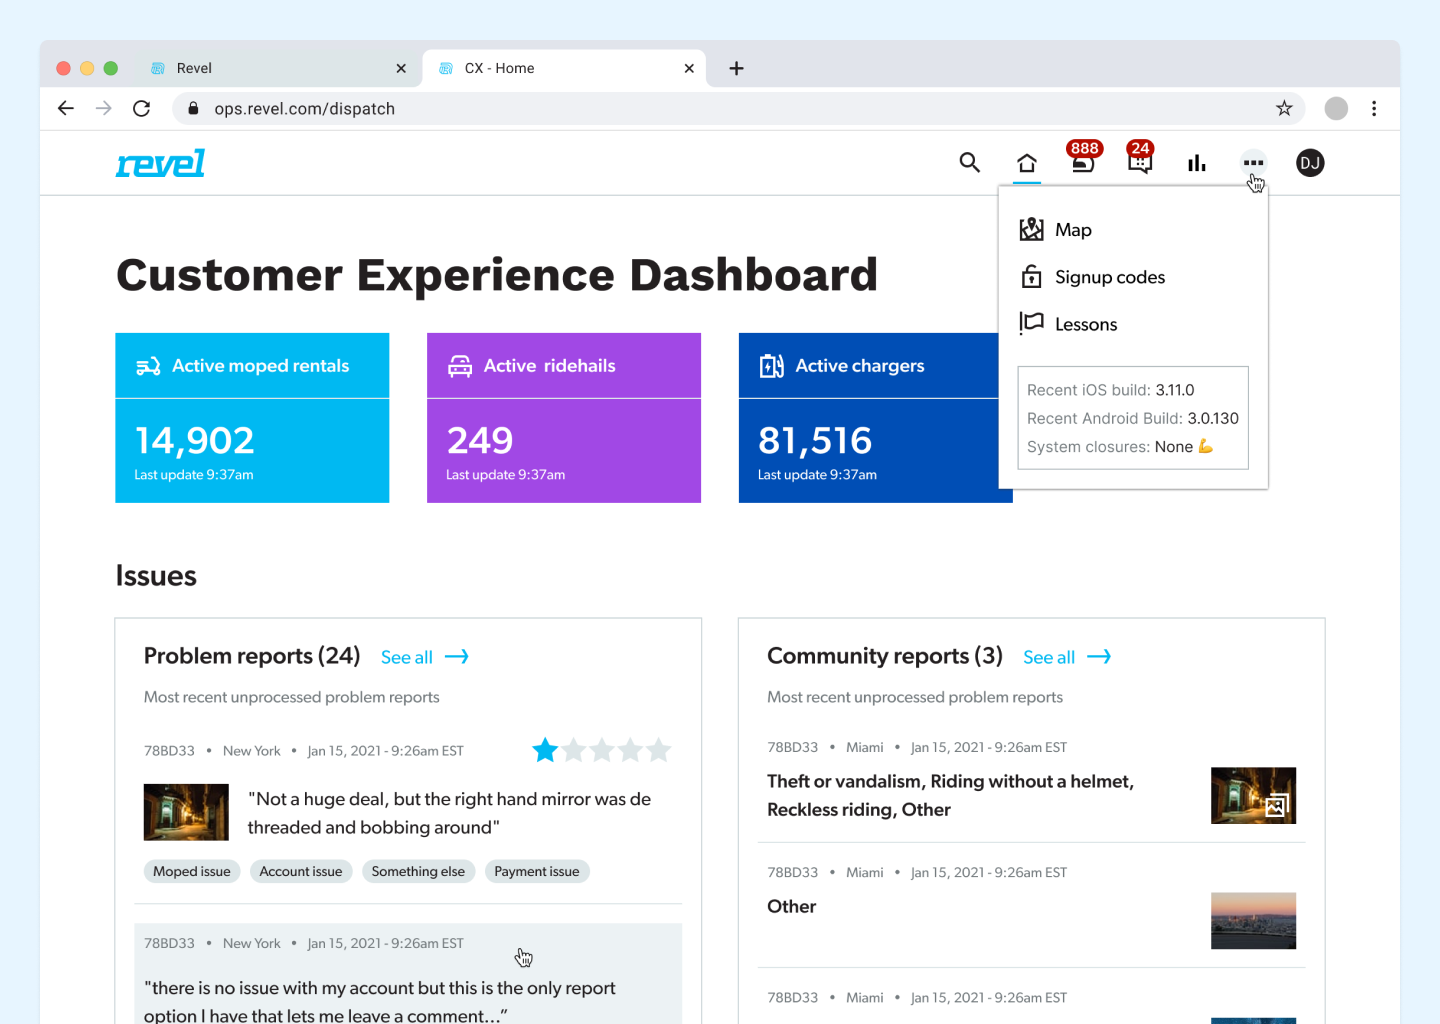 Revel
CX - Home
ops.revel.com/dispatch
revel
888
24
DJ
Map
Signup codes
Lessons
Recent iOS build: 3.11.0
Recent Android Build: 3.0.130
System closures: None 💪
Customer Experience Dashboard
Active moped rentals
14,902
Last update 9:37am
Active ridehails
249
Last update 9:37am
Active chargers
81,516
Last update 9:37am
Issues
Problem reports (24) See all
Most recent unprocessed problem reports
78BD33 • New York • Jan 15, 2021 - 9:26am EST
"Not a huge deal, but the right hand mirror was de
threaded and bobbing around"
Moped issue Account issue Something else Payment issue
78BD33 • New York • Jan 15, 2021 - 9:26am EST
"there is no issue with my account but this is the only report
option I have that lets me leave a comment…”
Community reports (3) See all
Most recent unprocessed problem reports
78BD33 • Miami • Jan 15, 2021 - 9:26am EST
Theft or vandalism, Riding without a helmet,
Reckless riding, Other
78BD33 • Miami • Jan 15, 2021 - 9:26am EST
Other
78BD33 • Miami • Jan 15, 2021 - 9:26am EST